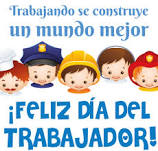 Trabajando se construye
un mundo mejor
¡FELIZ DÍA DEL
TRABAJADOR!